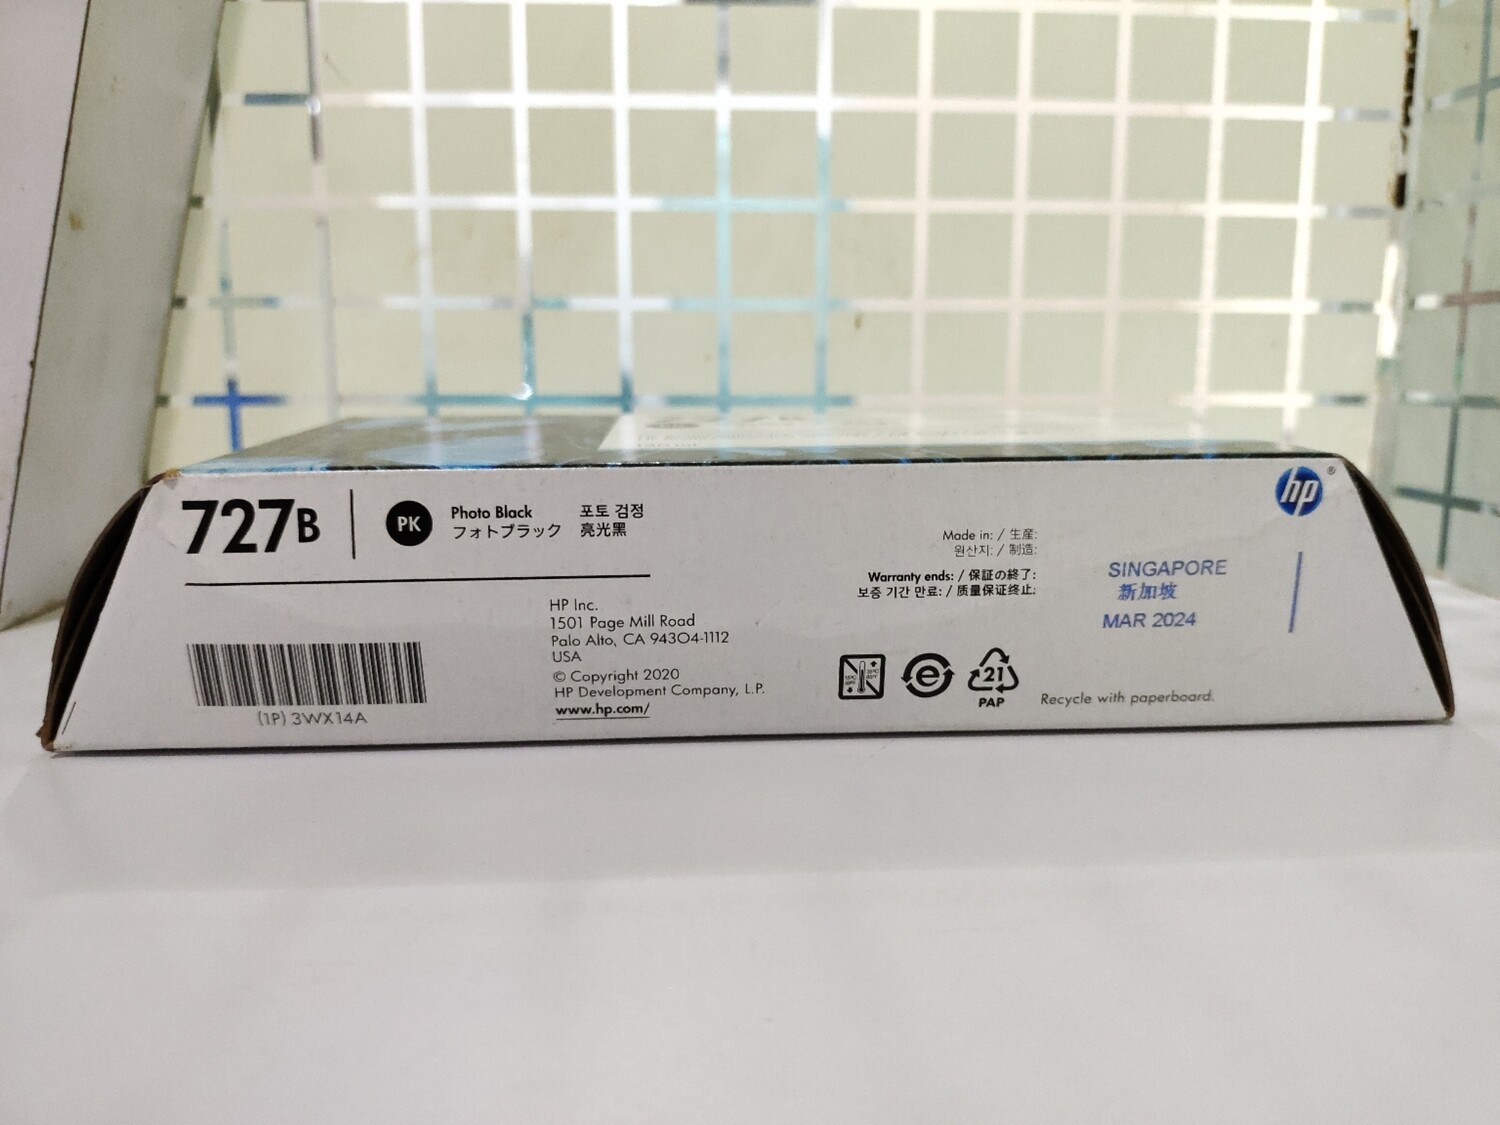 727B
PK
Photo Black 포토 검정
フォトブラック 亮光黑
(1P) 3WX14A
HP Inc.
1501 Page Mill Road
Palo Alto, CA 94304-1112
USA
© Copyright 2020
HP Development Company, L.P.
www.hp.com/
hp®
Made in: / 生産:
원산지: / 制造:
Warranty ends: / 保証の終了:
보증 기간 만료: / 质量保证终止:
SINGAPORE
新加坡
MAR 2024
21
PAP
Recycle with paperboard.